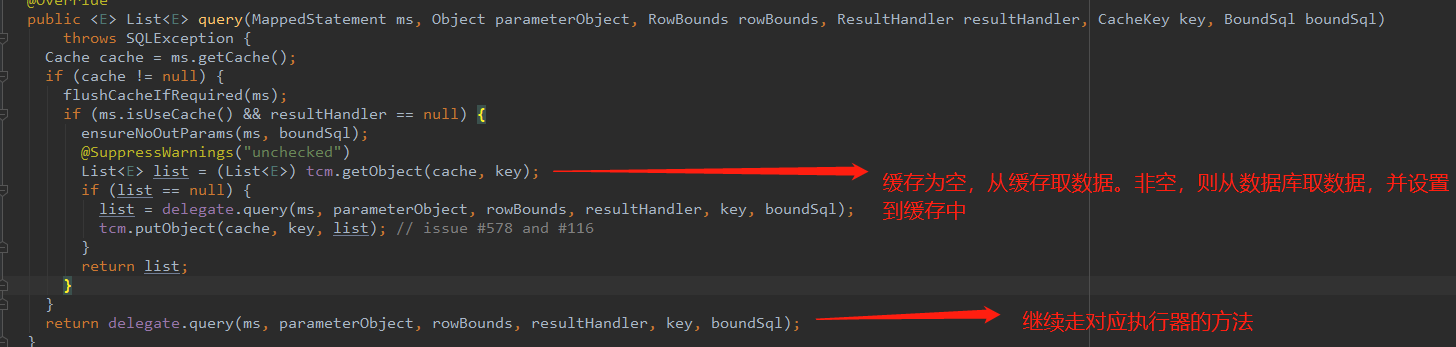 @Override
public <E> List<E> query(MappedStatement ms, Object parameterObject, RowBounds rowBounds, ResultHandler resultHandler, CacheKey key, BoundSql boundSql)
throws SQLException {
Cache cache = ms.getCache();
if (cache != null) {
flushCacheIfRequired(ms);
if (ms.isUseCache() && resultHandler == null) {
ensureNoOutParams(ms, boundSql);
@SuppressWarnings("unchecked")
List<E> list = (List<E>) tcm.getObject(cache, key);
缓存为空，从缓存取数据。非空，则从数据库取数据，并设置
到缓存中
if (list == null) {
list = delegate.query(ms, parameterObject, rowBounds, resultHandler, key, boundSql);
tcm.putObject(cache, key, list); // issue #578 and #116
}
return list;
}
}
return delegate.query(ms, parameterObject, rowBounds, resultHandler, key, boundSql);
继续走对应执行器的方法
}